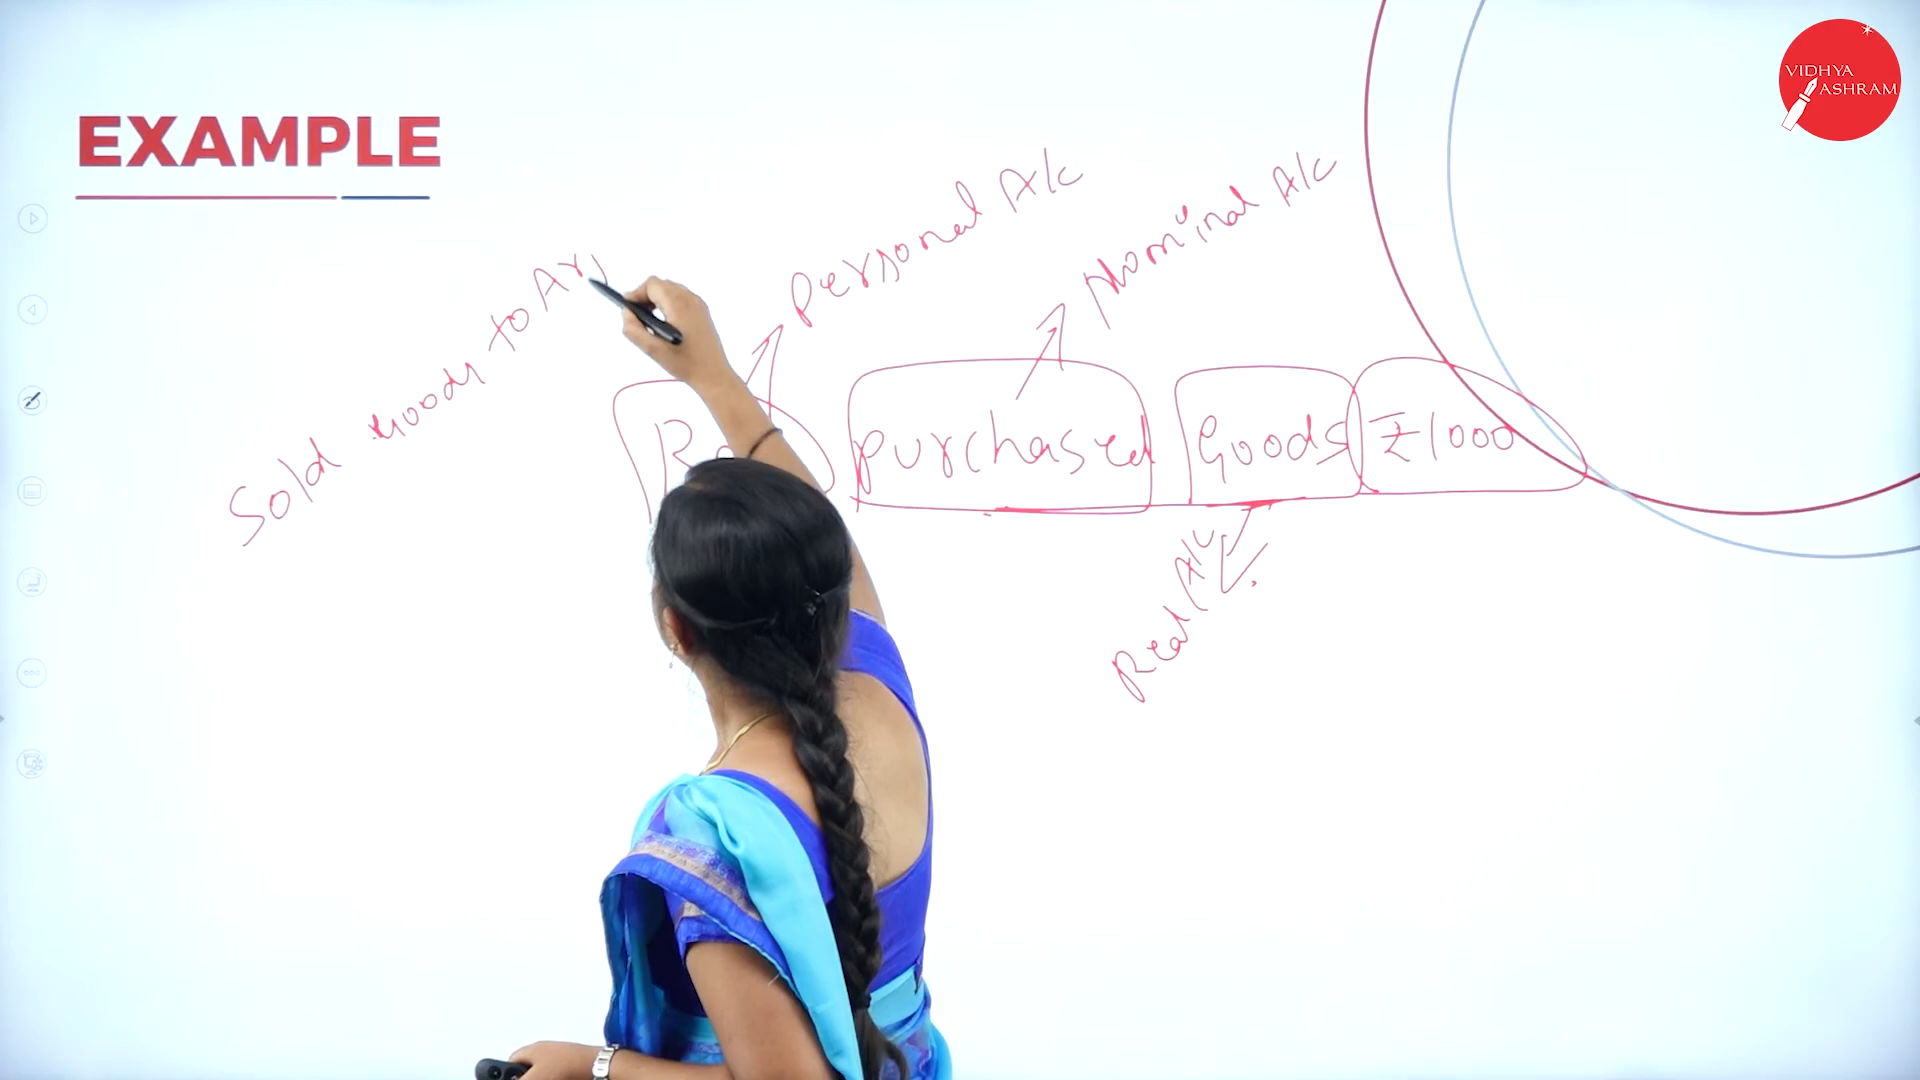 VIDHYA
ASHRAM
EXAMPLE
Personal A/c
Nominal A/c
Sold Goods to
purchased Goods ₹1000
Real A/c